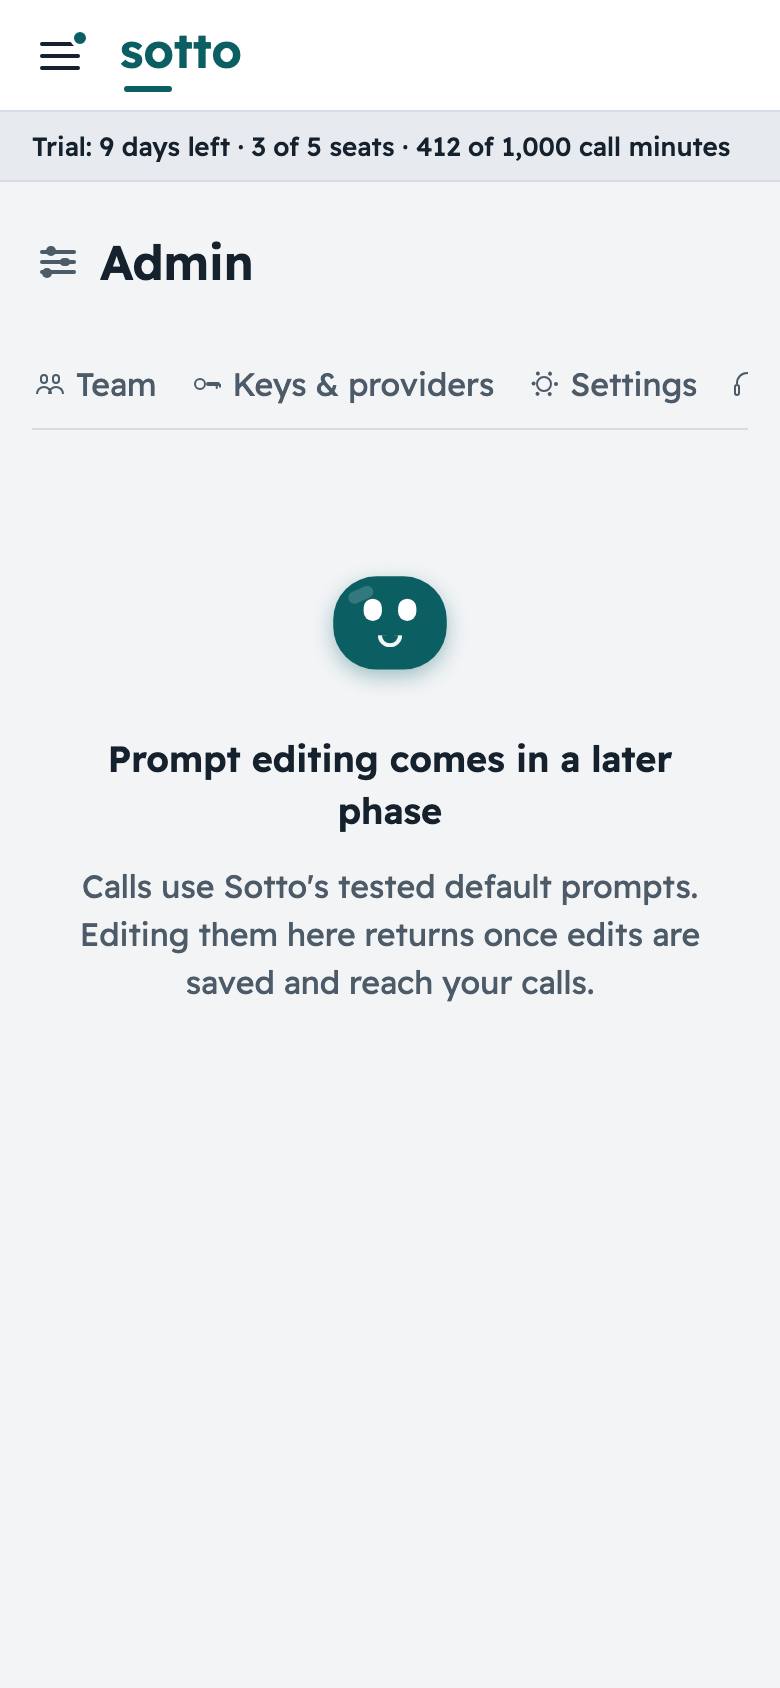 sotto
Trial: 9 days left · 3 of 5 seats · 412 of 1,000 call minutes
Admin
Team Keys & providers Settings
Prompt editing comes in a later
phase
Calls use Sotto's tested default prompts.
Editing them here returns once edits are
saved and reach your calls.